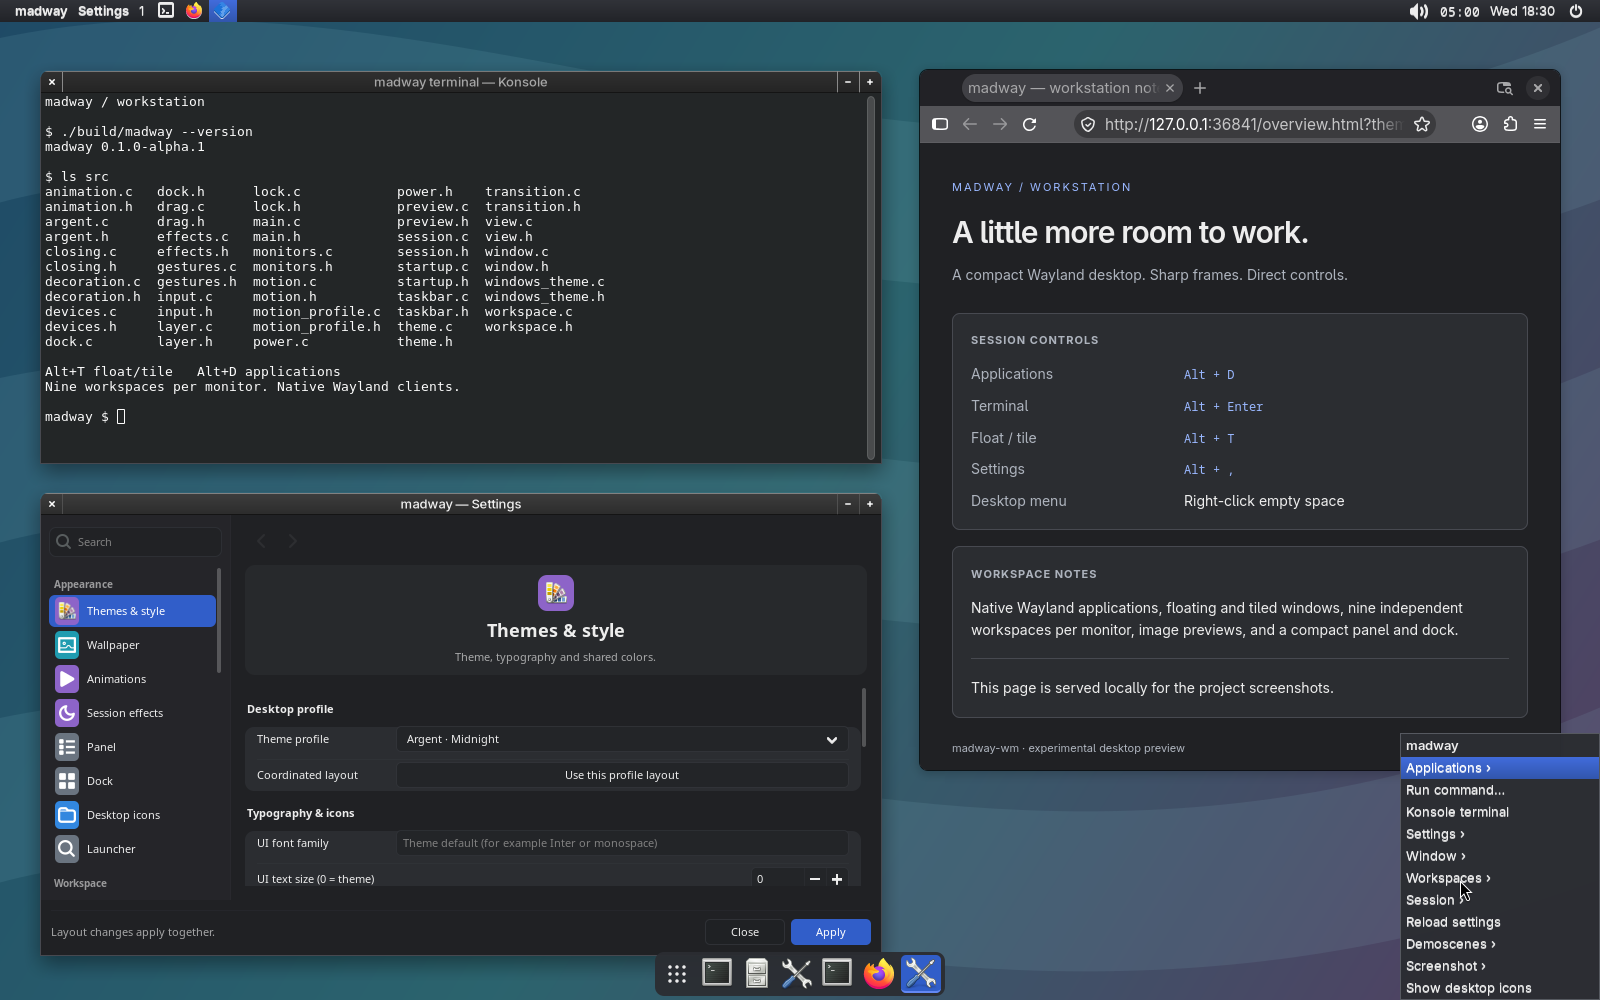 madway Settings 1
05:00 Wed 18:30
madway terminal — Konsole
madway / workstation
$ ./build/madway --version
madway 0.1.0-alpha.1
$ ls src
animation.c dock.h lock.c power.h transition.c
animation.h drag.c lock.h preview.c transition.h
argent.c drag.h main.c preview.h view.c
argent.h effects.c main.h session.c view.h
closing.c effects.h monitors.c session.h window.c
closing.h gestures.c monitors.h startup.c window.h
decoration.c gestures.h motion.c startup.h windows_theme.c
decoration.h input.c motion.h taskbar.c windows_theme.h
devices.c input.h motion_profile.c taskbar.h workspace.c
devices.h layer.c motion_profile.h theme.c workspace.h
dock.c layer.h power.c theme.h
Alt+T float/tile Alt+D applications
Nine workspaces per monitor. Native Wayland clients.
madway $
madway — Settings
Search
Appearance
Themes & style
Wallpaper
Animations
Session effects
Panel
Dock
Desktop icons
Launcher
Workspace
Themes & style
Theme, typography and shared colors.
Desktop profile
Theme profile Argent · Midnight
Coordinated layout Use this profile layout
Typography & icons
UI font family Theme default (for example Inter or monospace)
UI text size (0 = theme) 0
Layout changes apply together.
Close Apply
madway — workstation not
http://127.0.0.1:36841/overview.html?them
MADWAY / WORKSTATION
A little more room to work.
A compact Wayland desktop. Sharp frames. Direct controls.
SESSION CONTROLS
Applications Alt + D
Terminal Alt + Enter
Float / tile Alt + T
Settings Alt + ,
Desktop menu Right-click empty space
WORKSPACE NOTES
Native Wayland applications, floating and tiled windows, nine independent
workspaces per monitor, image previews, and a compact panel and dock.
This page is served locally for the project screenshots.
madway-wm · experimental desktop preview
madway
Applications ›
Run command...
Konsole terminal
Settings ›
Window ›
Workspaces ›
Session ›
Reload settings
Demoscenes ›
Screenshot ›
Show desktop icons